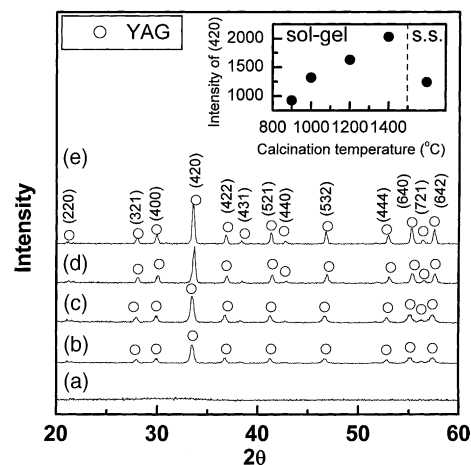 YAG
Intensity of (420)
2000
1500
1000
sol-gel
s.s.
800 1000 1200 1400
Calcination temperature (°C)
Intensity
(e)
(220)
(321)
(400)
(420)
(422)
(431)
(521)
(440)
(532)
(444)
(640)
(721)
(642)
(d)
(c)
(b)
(a)
20 30 40 50 60
2θ